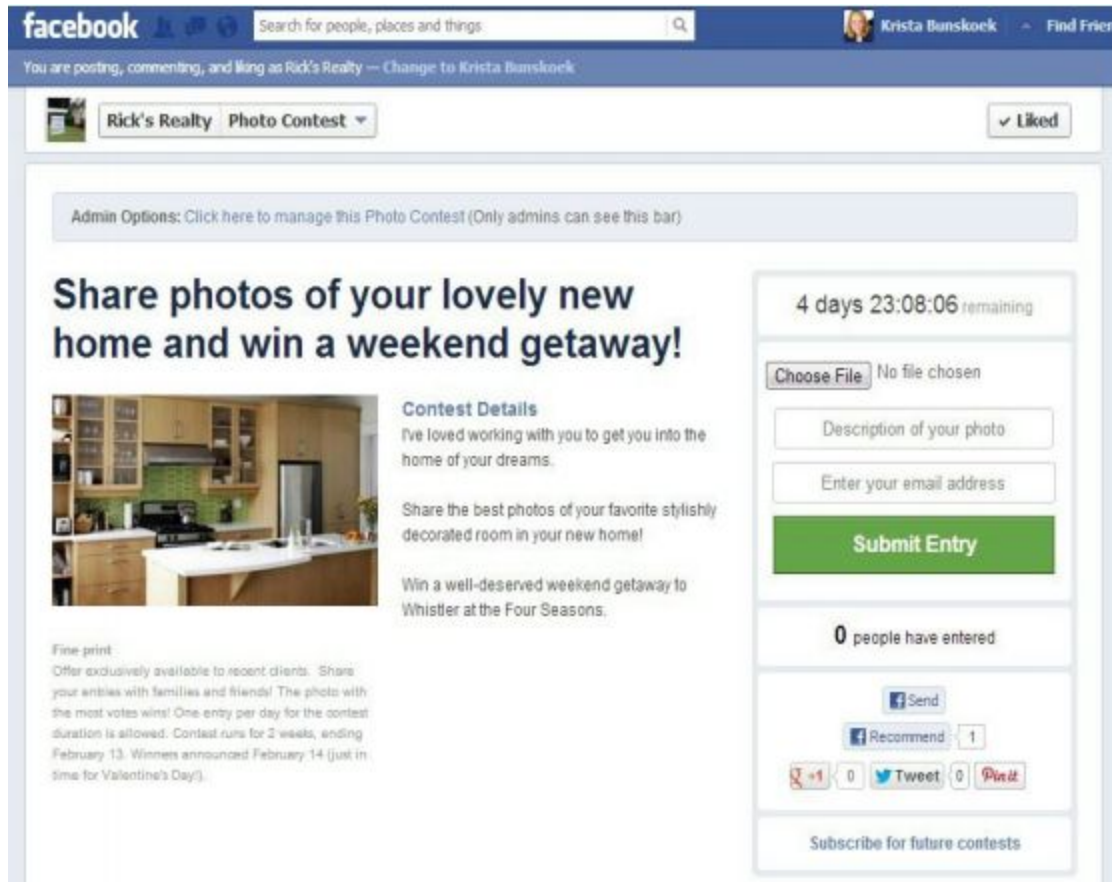 facebook
Search for people, places and things
Krista Bunskoek
Find Frie
You are posting, commenting, and liking as Rick's Realty — Change to Krista Bunskoek
Rick's Realty Photo Contest
✓ Liked
Admin Options: Click here to manage this Photo Contest (Only admins can see this bar)
Share photos of your lovely new
home and win a weekend getaway!
Contest Details
I've loved working with you to get you into the
home of your dreams.
Share the best photos of your favorite stylishly
decorated room in your new home!
Win a well-deserved weekend getaway to
Whistler at the Four Seasons.
Fine print
Offer exclusively available to recent clients. Share
your entries with families and friends! The photo with
the most votes wins! One entry per day for the contest
duration is allowed. Contest runs for 2 weeks, ending
February 13. Winners announced February 14 (just in
time for Valentine's Day!).
4 days 23:08:06 remaining
Choose File No file chosen
Description of your photo
Enter your email address
Submit Entry
0 people have entered
Send
Recommend 1
+1 0 Tweet 0 Pin it
Subscribe for future contests